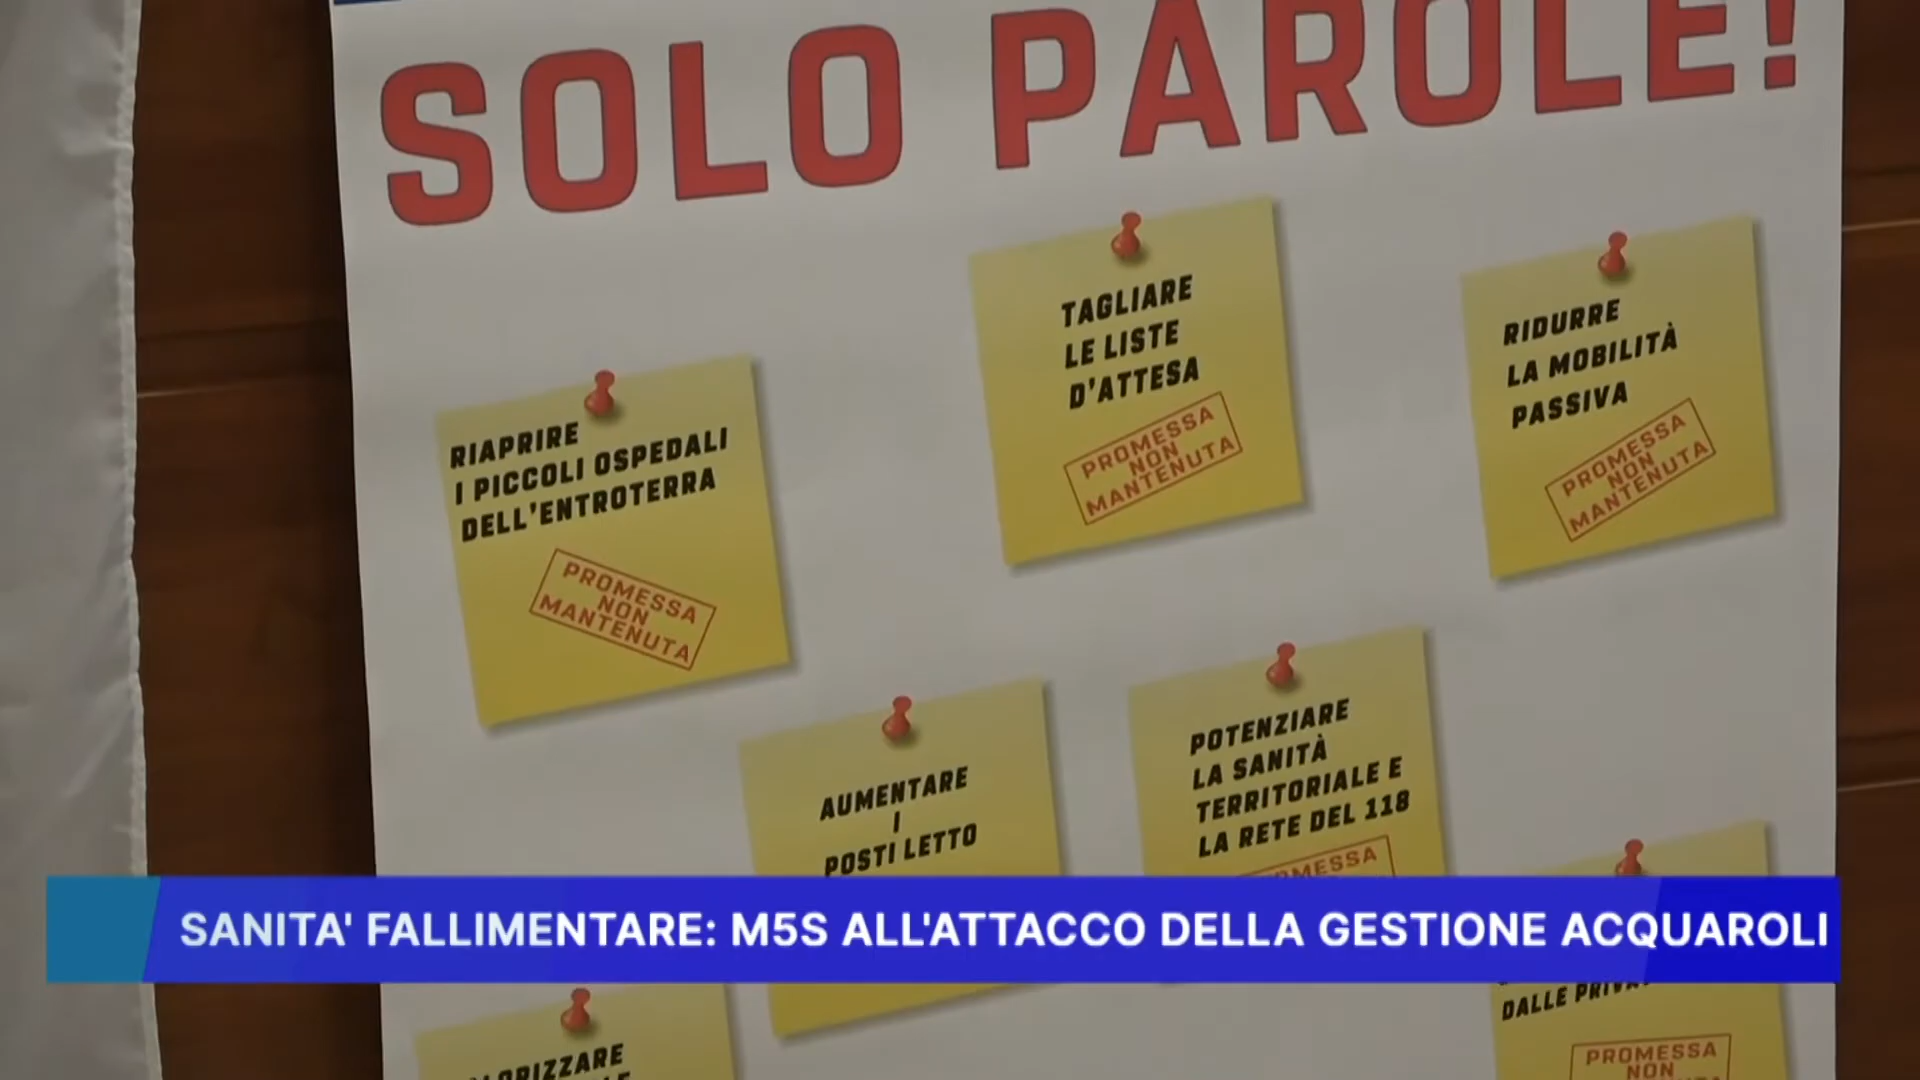 SOLO PAROLE!
RIAPRIRE
I PICCOLI OSPEDALI
DELL'ENTROTERRA
PROMESSA
NON
MANTENUTA
TAGLIARE
LE LISTE
D'ATTESA
PROMESSA
NON
MANTENUTA
RIDURRE
LA MOBILITÀ
PASSIVA
PROMESSA
NON
MANTENUTA
AUMENTARE
I
POSTI LETTO
POTENZIARE
LA SANITÀ
TERRITORIALE E
LA RETE DEL 118
PROMESSA
SANITA' FALLIMENTARE: M5S ALL'ATTACCO DELLA GESTIONE ACQUAROLI
DALLE
PROMESSA
NON